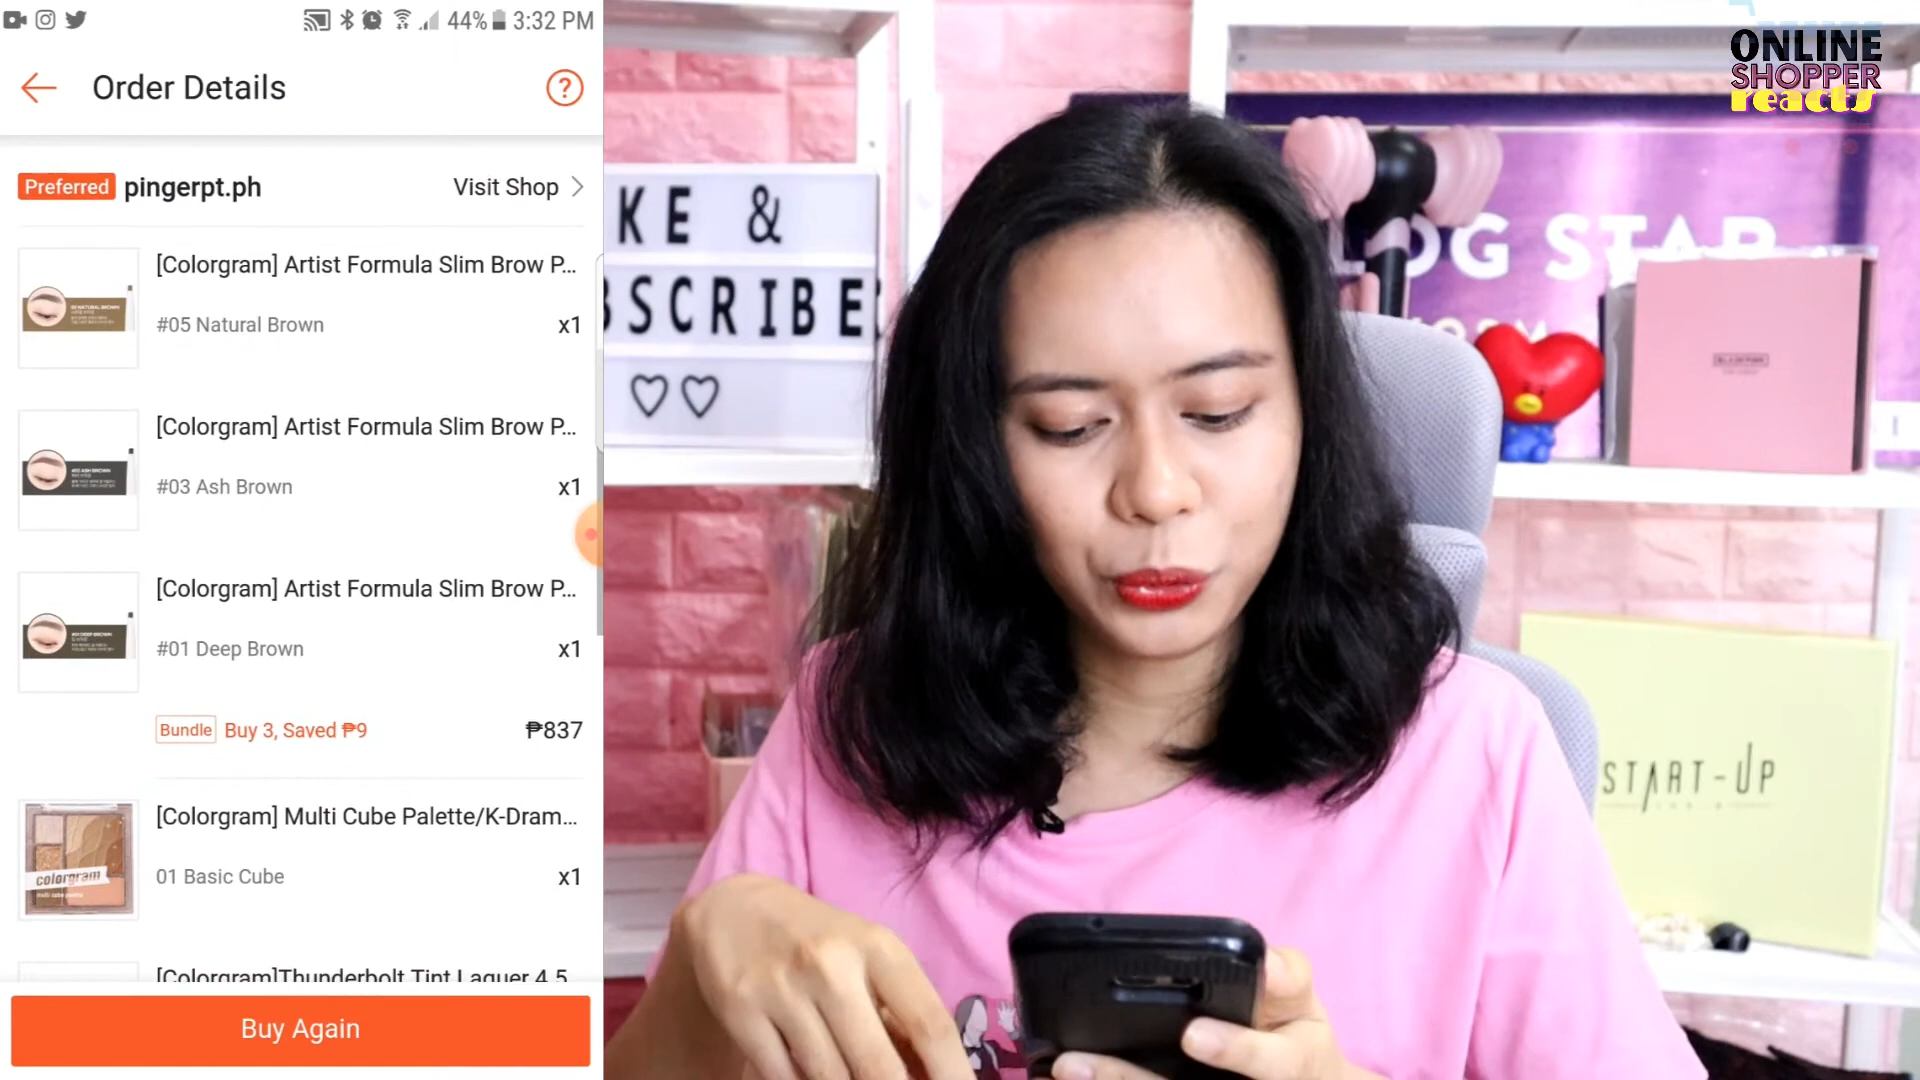 44% 3:32 PM
Order Details
?
Preferred pingerpt.ph Visit Shop
[Colorgram] Artist Formula Slim Brow P...
#05 Natural Brown x1
[Colorgram] Artist Formula Slim Brow P...
#03 Ash Brown x1
[Colorgram] Artist Formula Slim Brow P...
#01 Deep Brown x1
Bundle Buy 3, Saved ₱9 ₱837
[Colorgram] Multi Cube Palette/K-Dram...
01 Basic Cube x1
colorgram
[Colorgram]Thunderbolt Tint Laquer 4.5
Buy Again
KE &
BSCRIBE
ONLINE
SHOPPER
reacts
OG STAR
START-UP